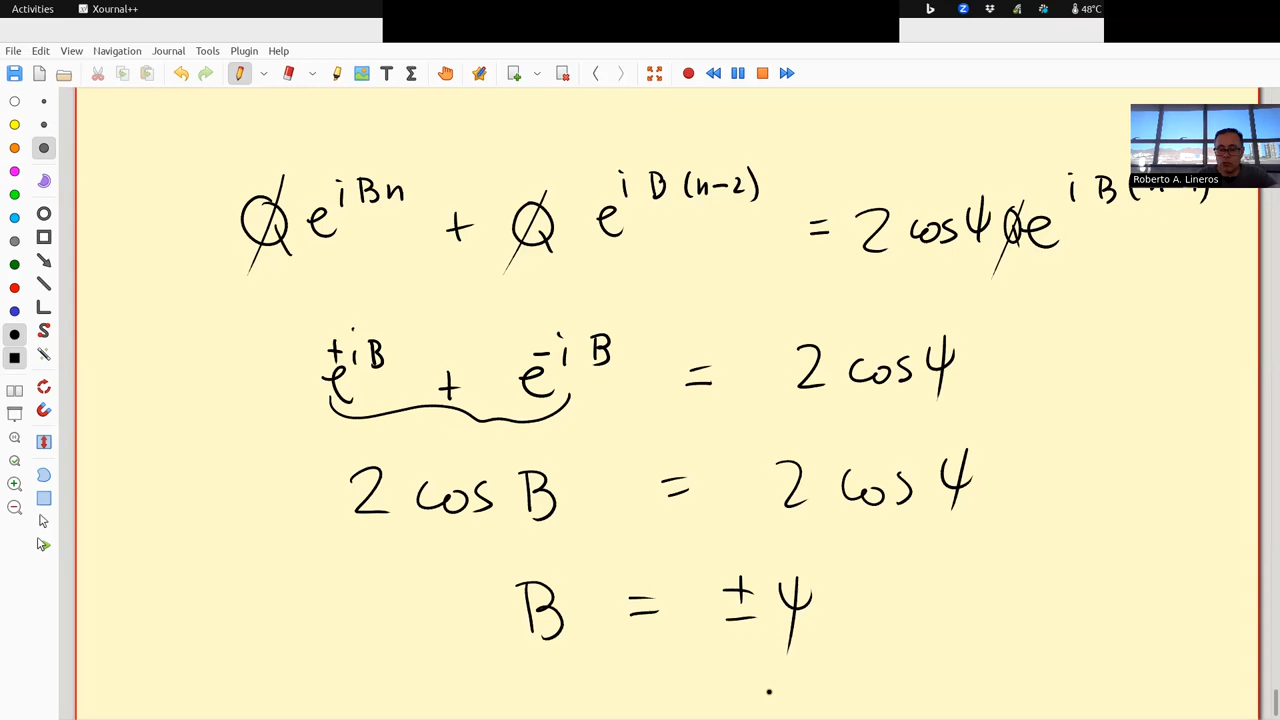 Activities Xournal++ 48°C
File Edit View Navigation Journal Tools Plugin Help
Roberto A. Lineros
Q e^{iBn} + Q e^{iB(n-2)} = 2 cos ψ Q e^{iB(n-1)}
e^{+iB} + e^{-iB} = 2 cos ψ
2 cos B = 2 cos ψ
B = ± ψ